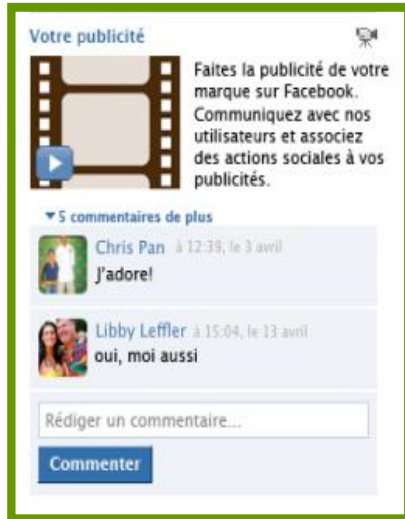 Votre publicité
Faites la publicité de votre
marque sur Facebook.
Communiquez avec nos
utilisateurs et associez
des actions sociales à vos
publicités.
5 commentaires de plus
Chris Pan à 12:39, le 3 avril
J'adore!
Libby Leffler à 15:04, le 13 avril
oui, moi aussi
Rédiger un commentaire...
Commenter